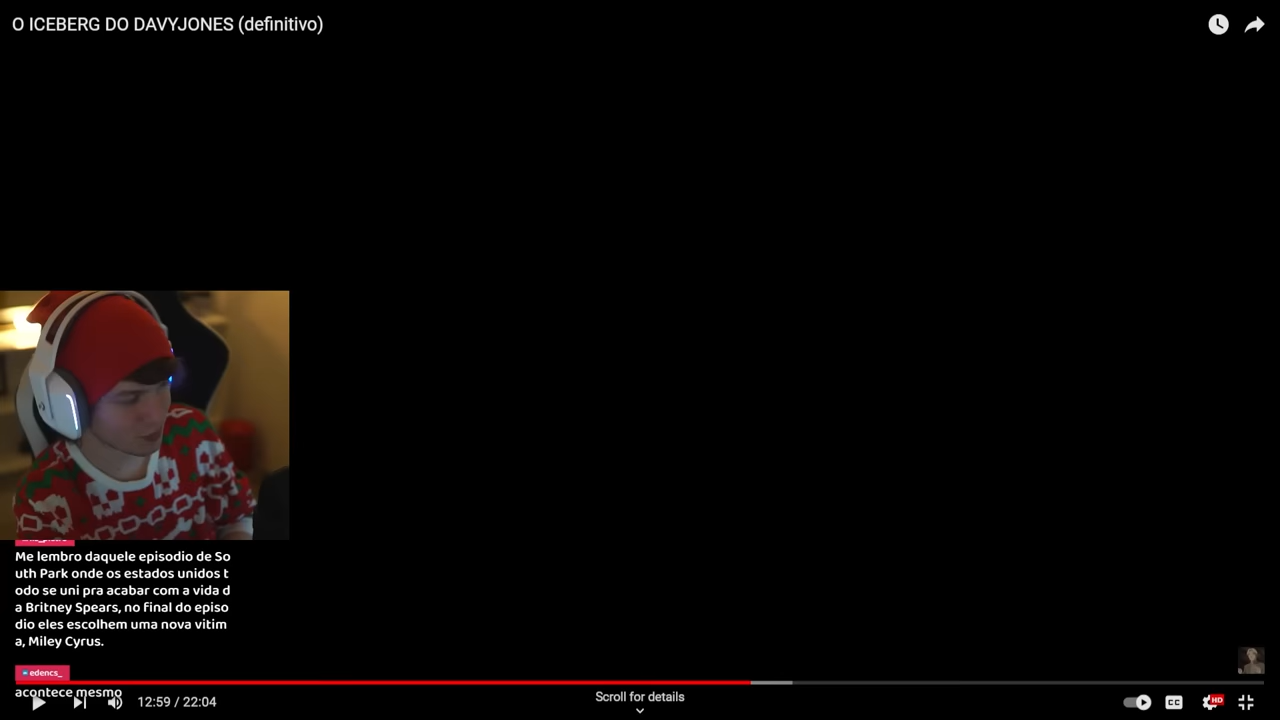 O ICEBERG DO DAVYJONES (definitivo)
Me lembro daquele episodio de So
uth Park onde os estados unidos t
odo se uni pra acabar com a vida d
a Britney Spears, no final do episo
dio eles escolhem uma nova vitim
a, Miley Cyrus.
edencs_
acontece mesmo
12:59 / 22:04
Scroll for details
CC
HD